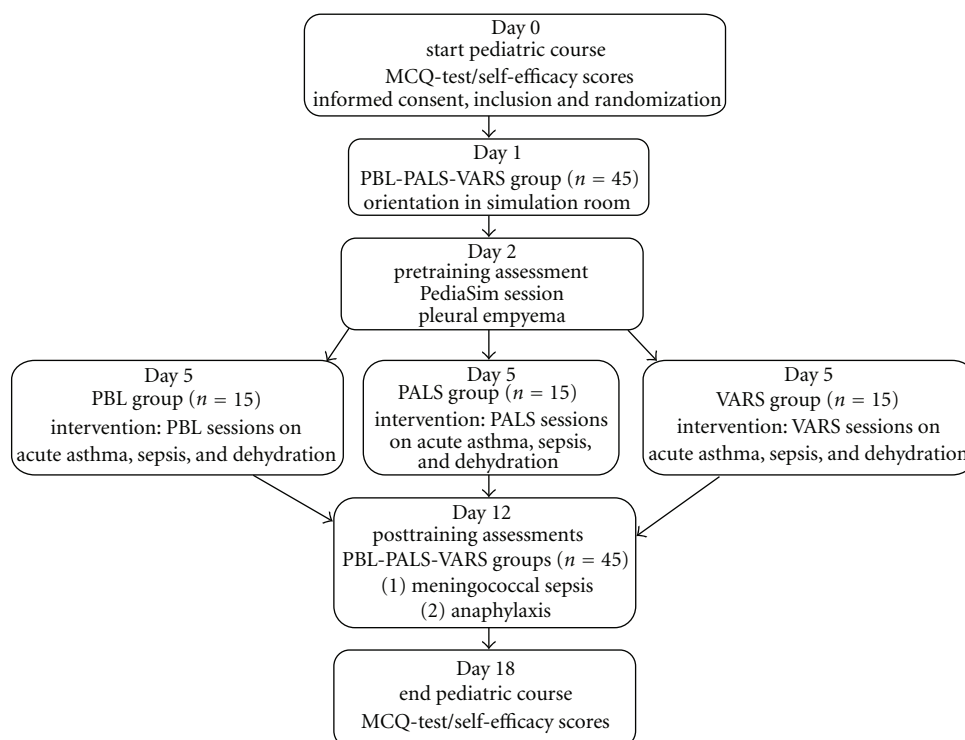 Day 0
start pediatric course
MCQ-test/self-efficacy scores
informed consent, inclusion and randomization
Day 1
PBL-PALS-VARS group (n = 45)
orientation in simulation room
Day 2
pretraining assessment
PediaSim session
pleural empyema
Day 5
PBL group (n = 15)
intervention: PBL sessions on
acute asthma, sepsis, and dehydration
Day 5
PALS group (n = 15)
intervention: PALS sessions
on acute asthma, sepsis,
and dehydration
Day 5
VARS group (n = 15)
intervention: VARS sessions on
acute asthma, sepsis, and dehydration
Day 12
posttraining assessments
PBL-PALS-VARS groups (n = 45)
(1) meningococcal sepsis
(2) anaphylaxis
Day 18
end pediatric course
MCQ-test/self-efficacy scores